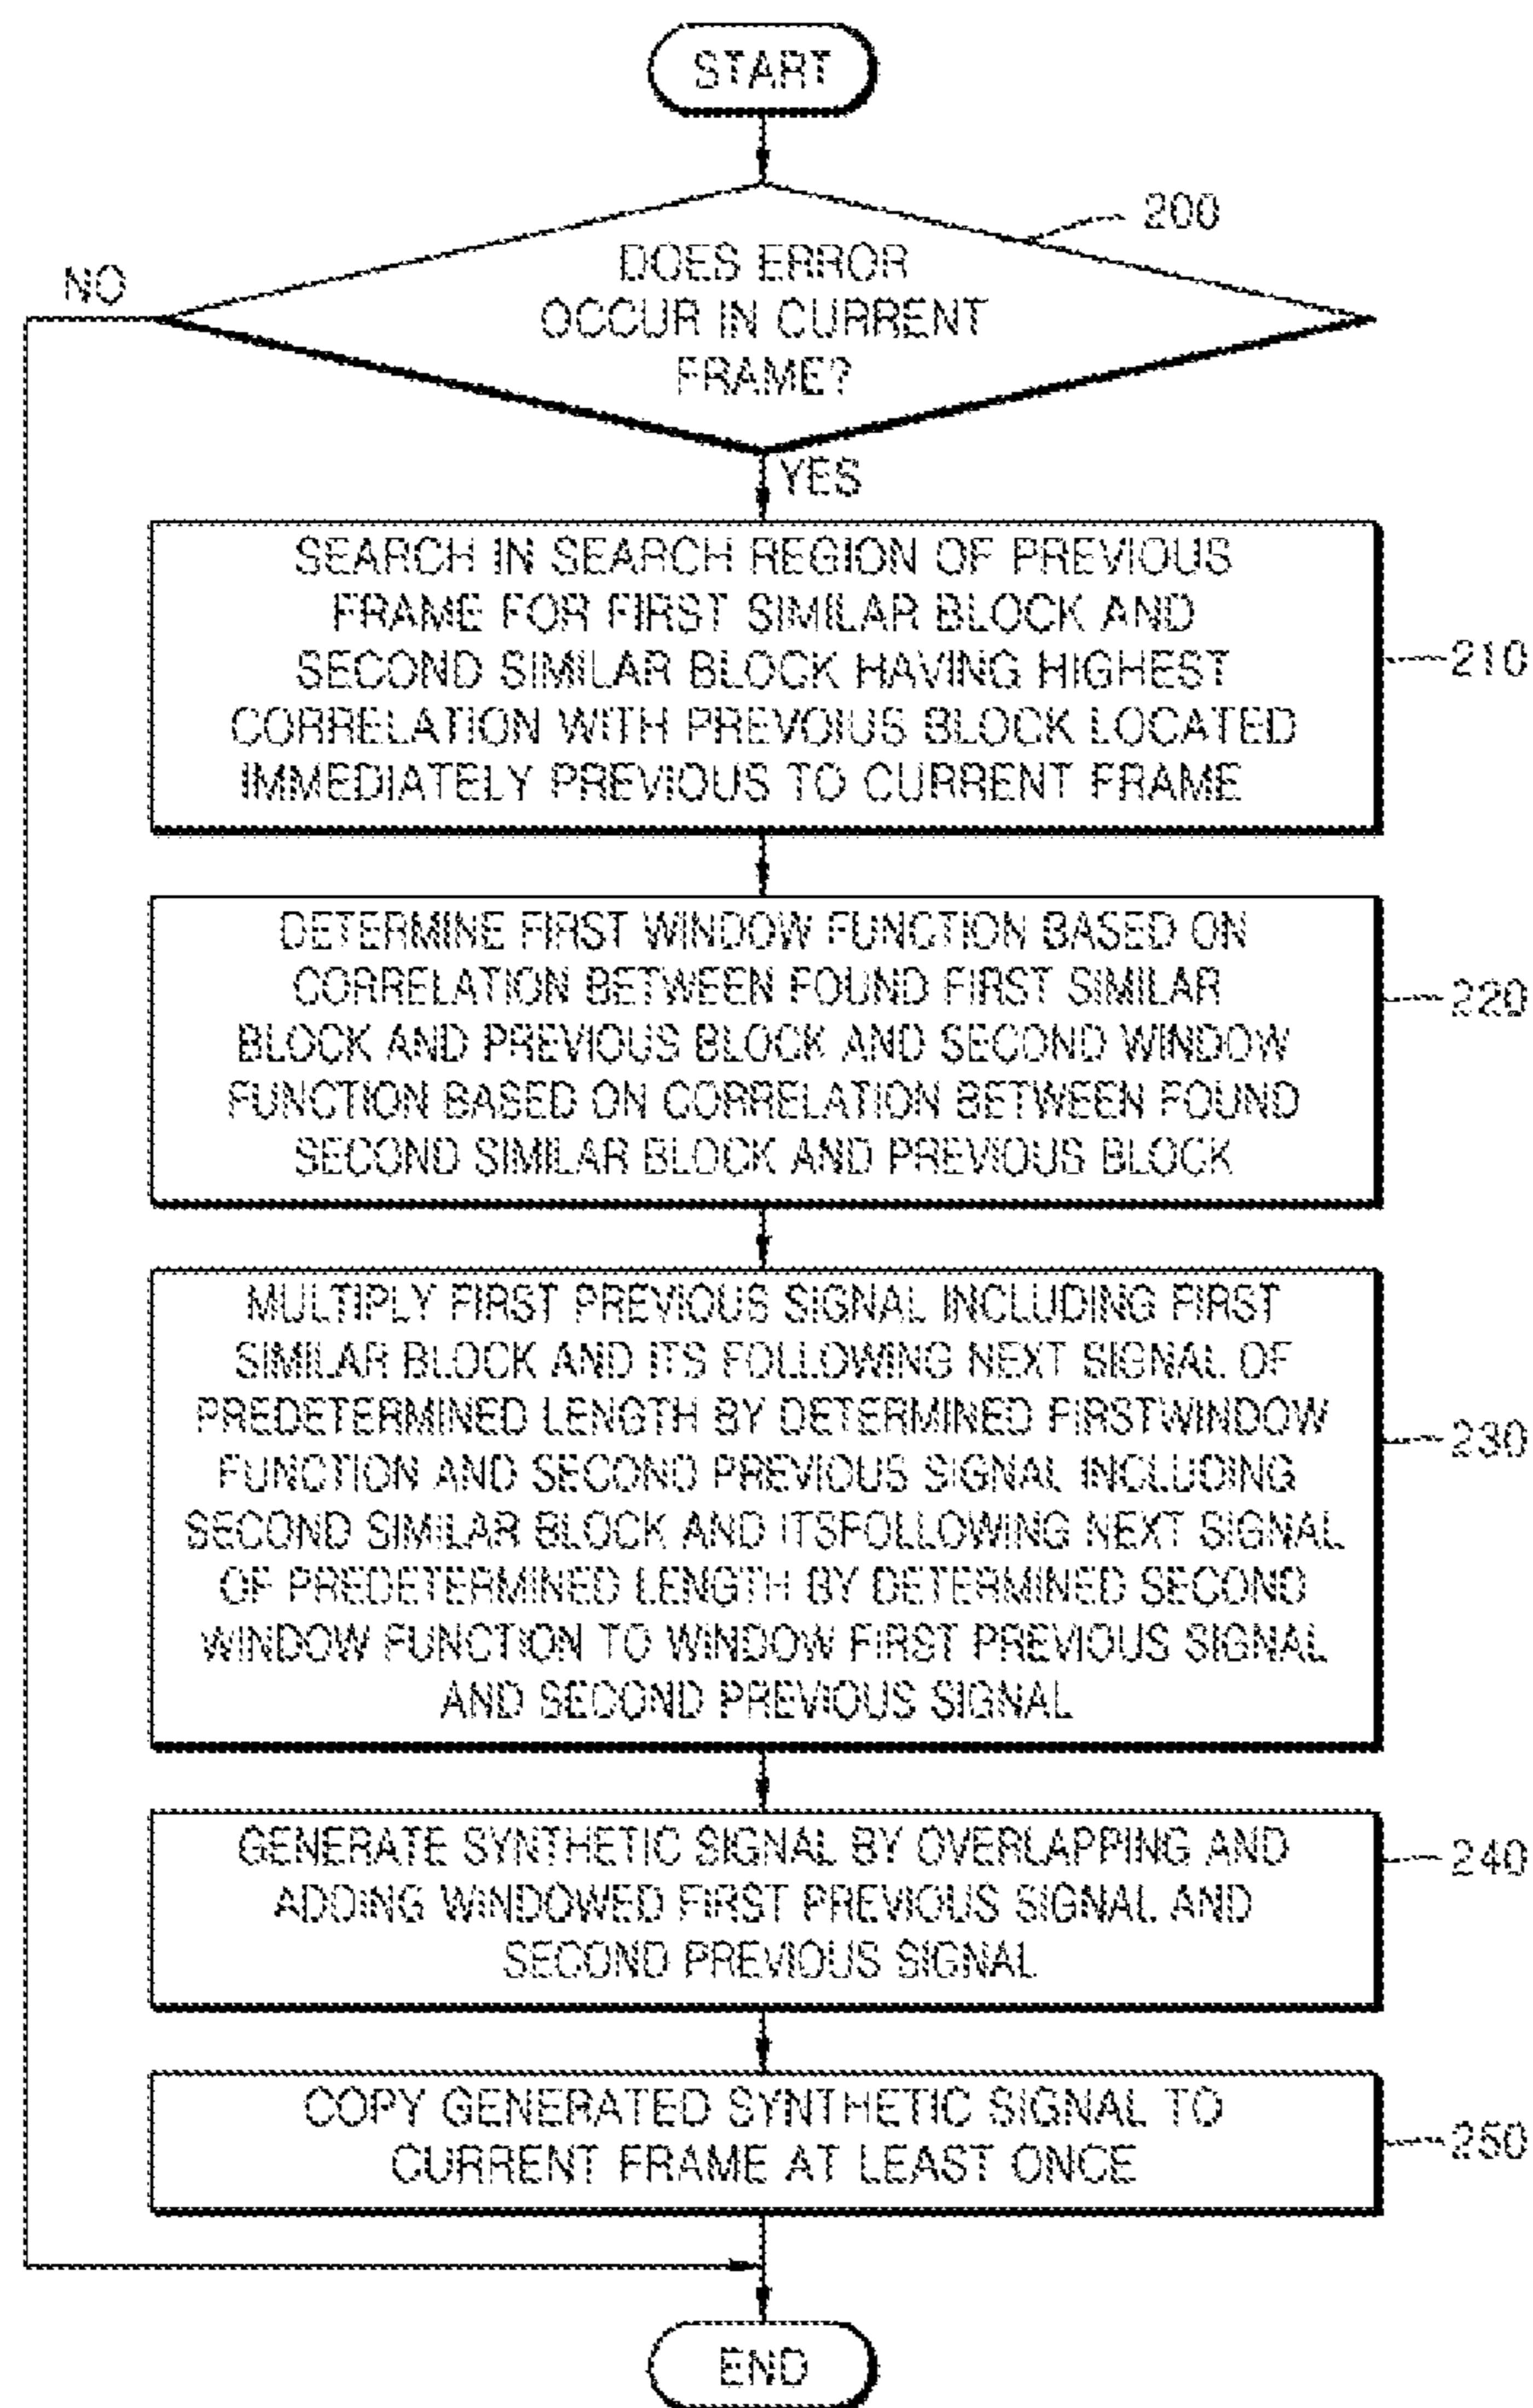 START
200
DOES ERROR
OCCUR IN CURRENT
FRAME?
NO
YES
SEARCH IN SEARCH REGION OF PREVIOUS
FRAME FOR FIRST SIMILAR BLOCK AND
SECOND SIMILAR BLOCK HAVING HIGHEST
CORRELATION WITH PREVOIUS BLOCK LOCATED
IMMEDIATELY PREVIOUS TO CURRENT FRAME
210
DETERMINE FIRST WINDOW FUNCTION BASED ON
CORRELATION BETWEEN FOUND FIRST SIMILAR
BLOCK AND PREVIOUS BLOCK AND SECOND WINDOW
FUNCTION BASED ON CORRELATION BETWEEN FOUND
SECOND SIMILAR BLOCK AND PREVIOUS BLOCK
220
MULTIPLY FIRST PREVIOUS SIGNAL INCLUDING FIRST
SIMILAR BLOCK AND ITS FOLLOWING NEXT SIGNAL OF
PREDETERMINED LENGTH BY DETERMINED FIRSTWINDOW
FUNCTION AND SECOND PREVIOUS SIGNAL INCLUDING
SECOND SIMILAR BLOCK AND ITSFOLLOWING NEXT SIGNAL
OF PREDETERMINED LENGTH BY DETERMINED SECOND
WINDOW FUNCTION TO WINDOW FIRST PREVIOUS SIGNAL
AND SECOND PREVIOUS SIGNAL
230
GENERATE SYNTHETIC SIGNAL BY OVERLAPPING AND
ADDING WINDOWED FIRST PREVIOUS SIGNAL AND
SECOND PREVIOUS SIGNAL
240
COPY GENERATED SYNTHETIC SIGNAL TO
CURRENT FRAME AT LEAST ONCE
250
END